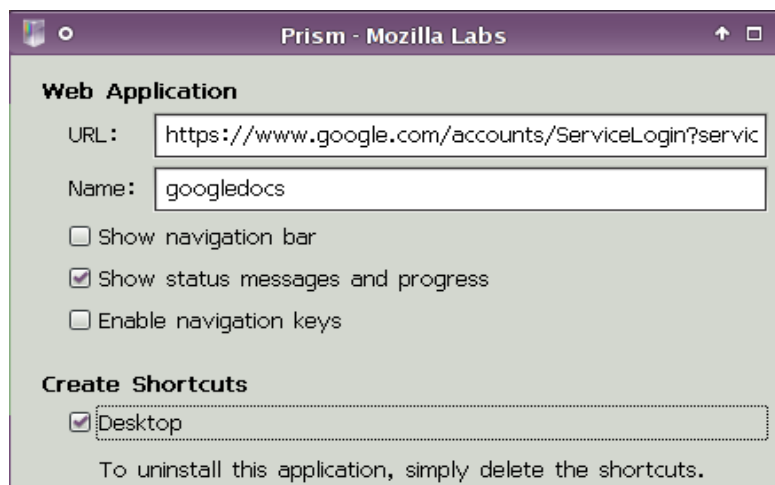 Prism - Mozilla Labs
Web Application
URL: https://www.google.com/accounts/ServiceLogin?servic
Name: googledocs
Show navigation bar
Show status messages and progress
Enable navigation keys
Create Shortcuts
Desktop
To uninstall this application, simply delete the shortcuts.